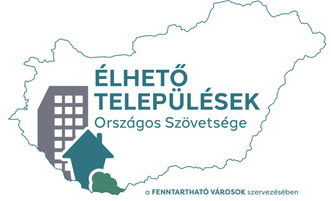 ÉLHETŐ
TELEPÜLÉSEK
Országos Szövetsége
a FENNTARTHATÓ VÁROSOK szervezésében